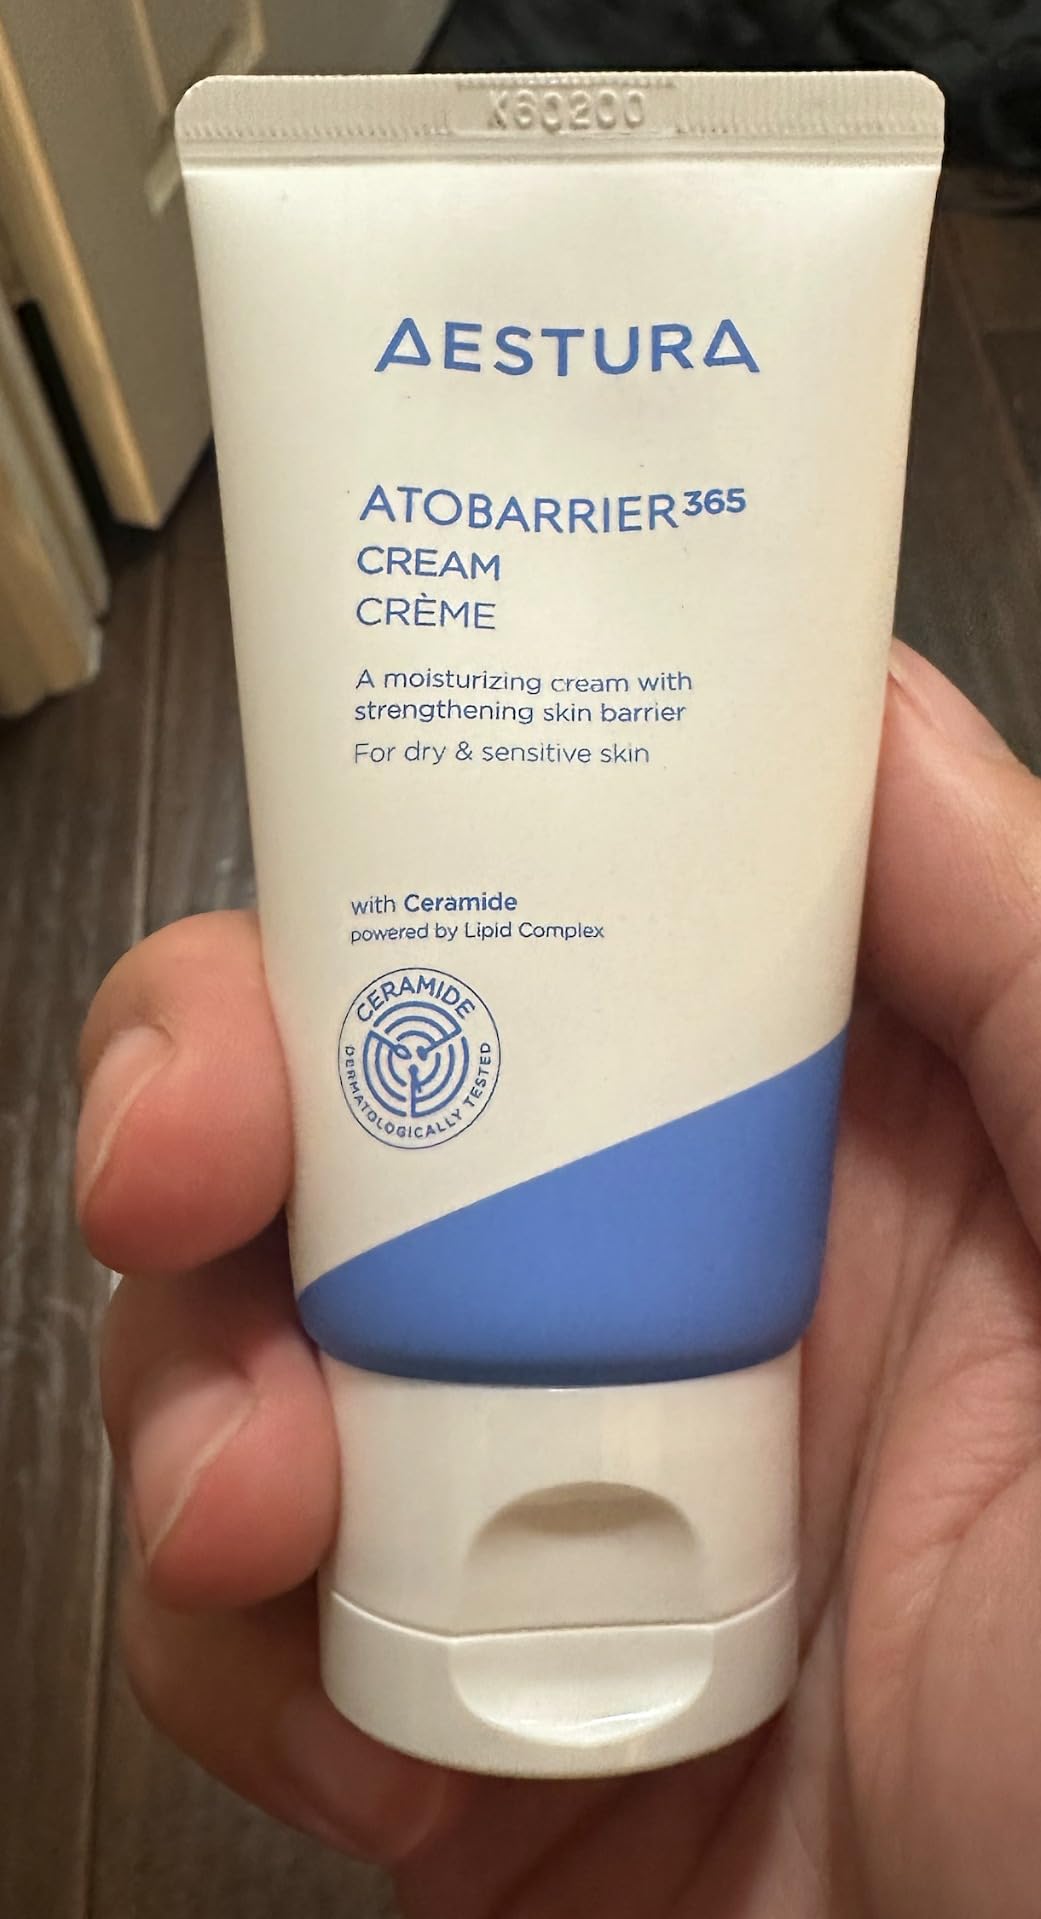 X6Q200
AESTURA
ATOBARRIER³⁶⁵
CREAM
CRÈME
A moisturizing cream with
strengthening skin barrier
For dry & sensitive skin
with Ceramide
powered by Lipid Complex
CERAMIDE
DERMATOLOGICALLY TESTED